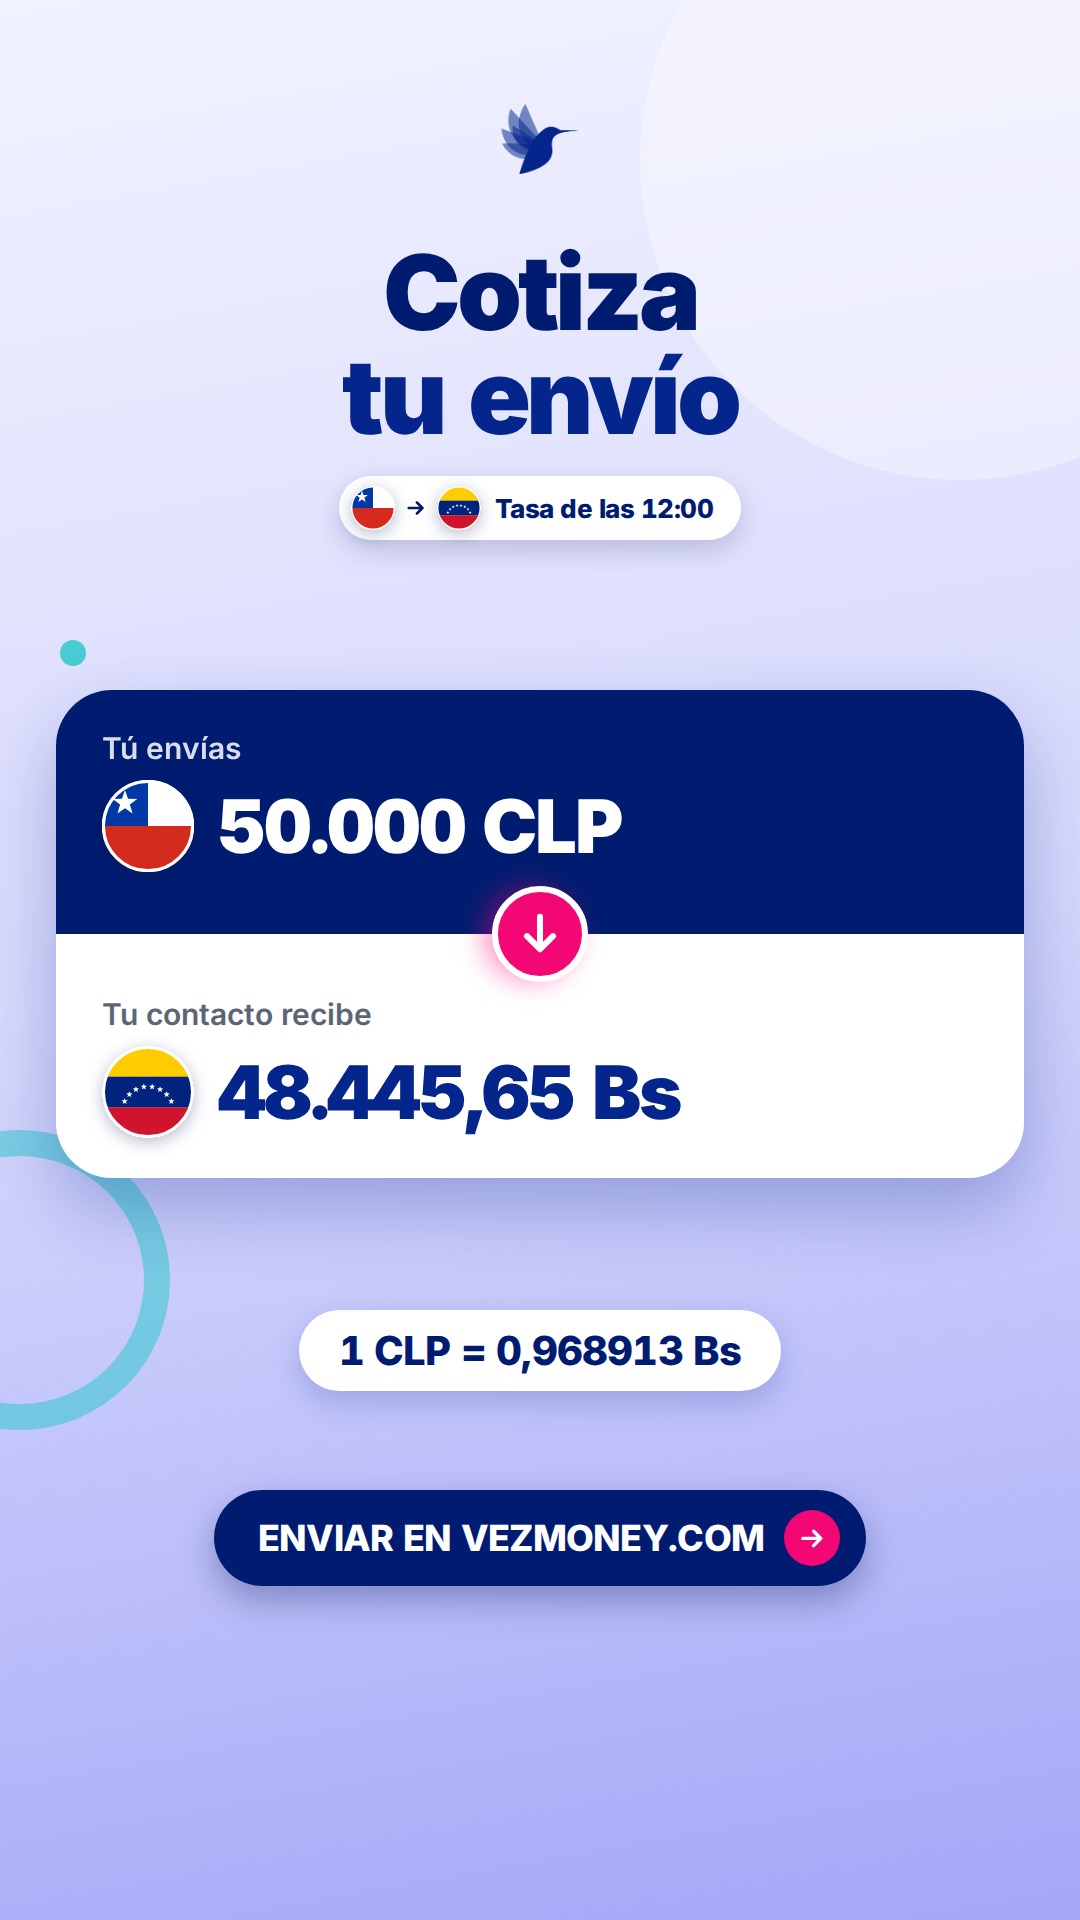 Cotiza
tu envío
Tasa de las 12:00
Tú envías
50.000 CLP
Tu contacto recibe
48.445,65 Bs
1 CLP = 0,968913 Bs
ENVIAR EN VEZMONEY.COM